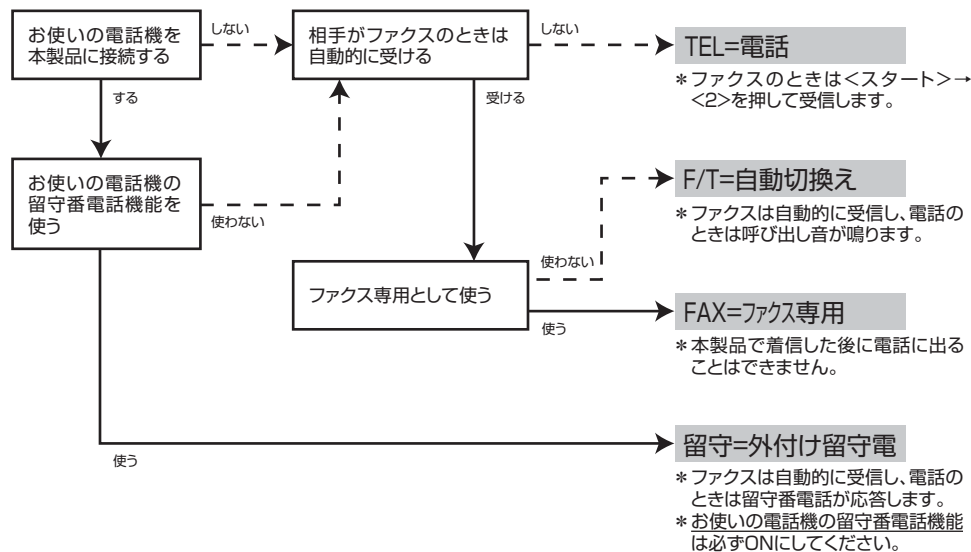 お使いの電話機を
本製品に接続する
しない
相手がファクスのときは
自動的に受ける
しない
TEL=電話
＊ファクスのときは＜スタート＞→
＜2＞を押して受信します。
する
受ける
お使いの電話機の
留守番電話機能を
使う
使わない
F/T=自動切換え
＊ファクスは自動的に受信し、電話の
ときは呼び出し音が鳴ります。
使わない
ファクス専用として使う
使う
FAX=ファクス専用
＊本製品で着信した後に電話に出る
ことはできません。
使う
留守=外付け留守電
＊ファクスは自動的に受信し、電話の
ときは留守番電話が応答します。
＊お使いの電話機の留守番電話機能
は必ずONにしてください。